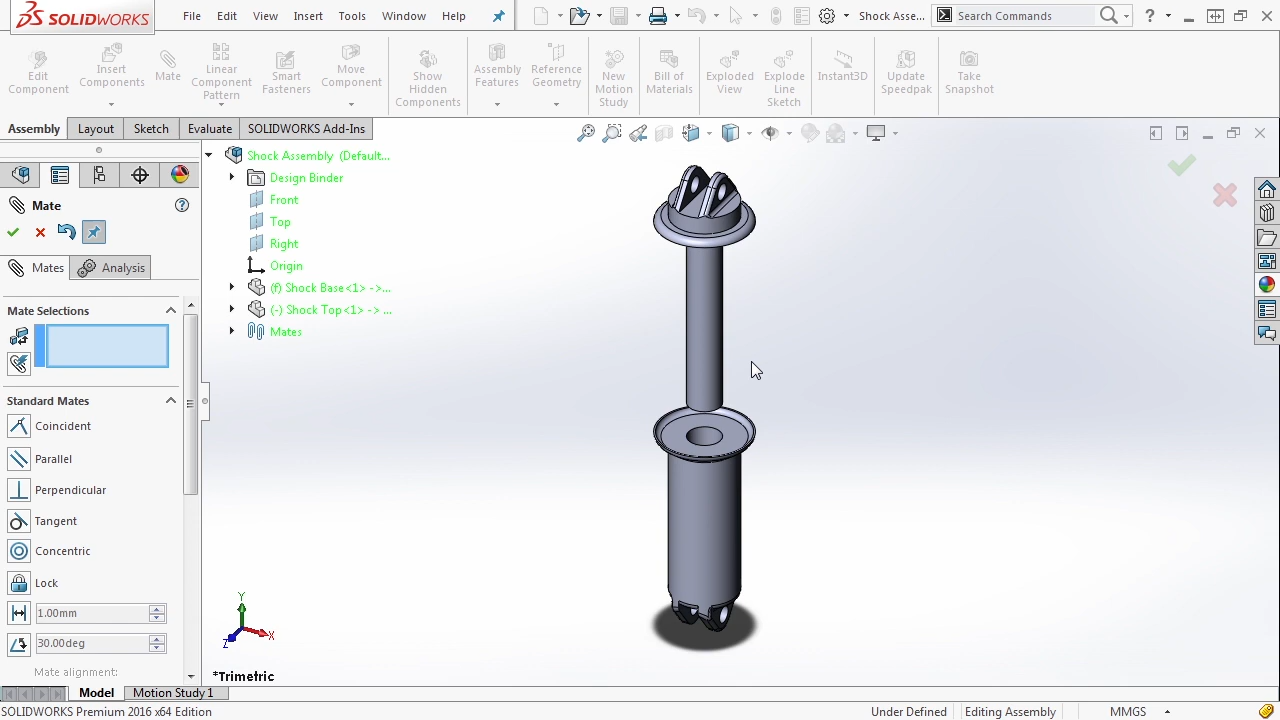 SOLIDWORKS
File Edit View Insert Tools Window Help
Shock Asse...
Search Commands
?
Edit Component
Insert Components
Mate
Linear Component Pattern
Smart Fasteners
Move Component
Show Hidden Components
Assembly Features
Reference Geometry
New Motion Study
Bill of Materials
Exploded View
Explode Line Sketch
Instant3D
Update Speedpak
Take Snapshot
Assembly Layout Sketch Evaluate SOLIDWORKS Add-Ins
Mate
?
Mates Analysis
Mate Selections
Standard Mates
Coincident
Parallel
Perpendicular
Tangent
Concentric
Lock
1.00mm
30.00deg
Mate alignment:
Shock Assembly (Default...
Design Binder
Front
Top
Right
Origin
(f) Shock Base<1> ->...
(-) Shock Top<1> -> ...
Mates
Y
X
Z
*Trimetric
Model Motion Study 1
SOLIDWORKS Premium 2016 x64 Edition
Under Defined Editing Assembly MMGS